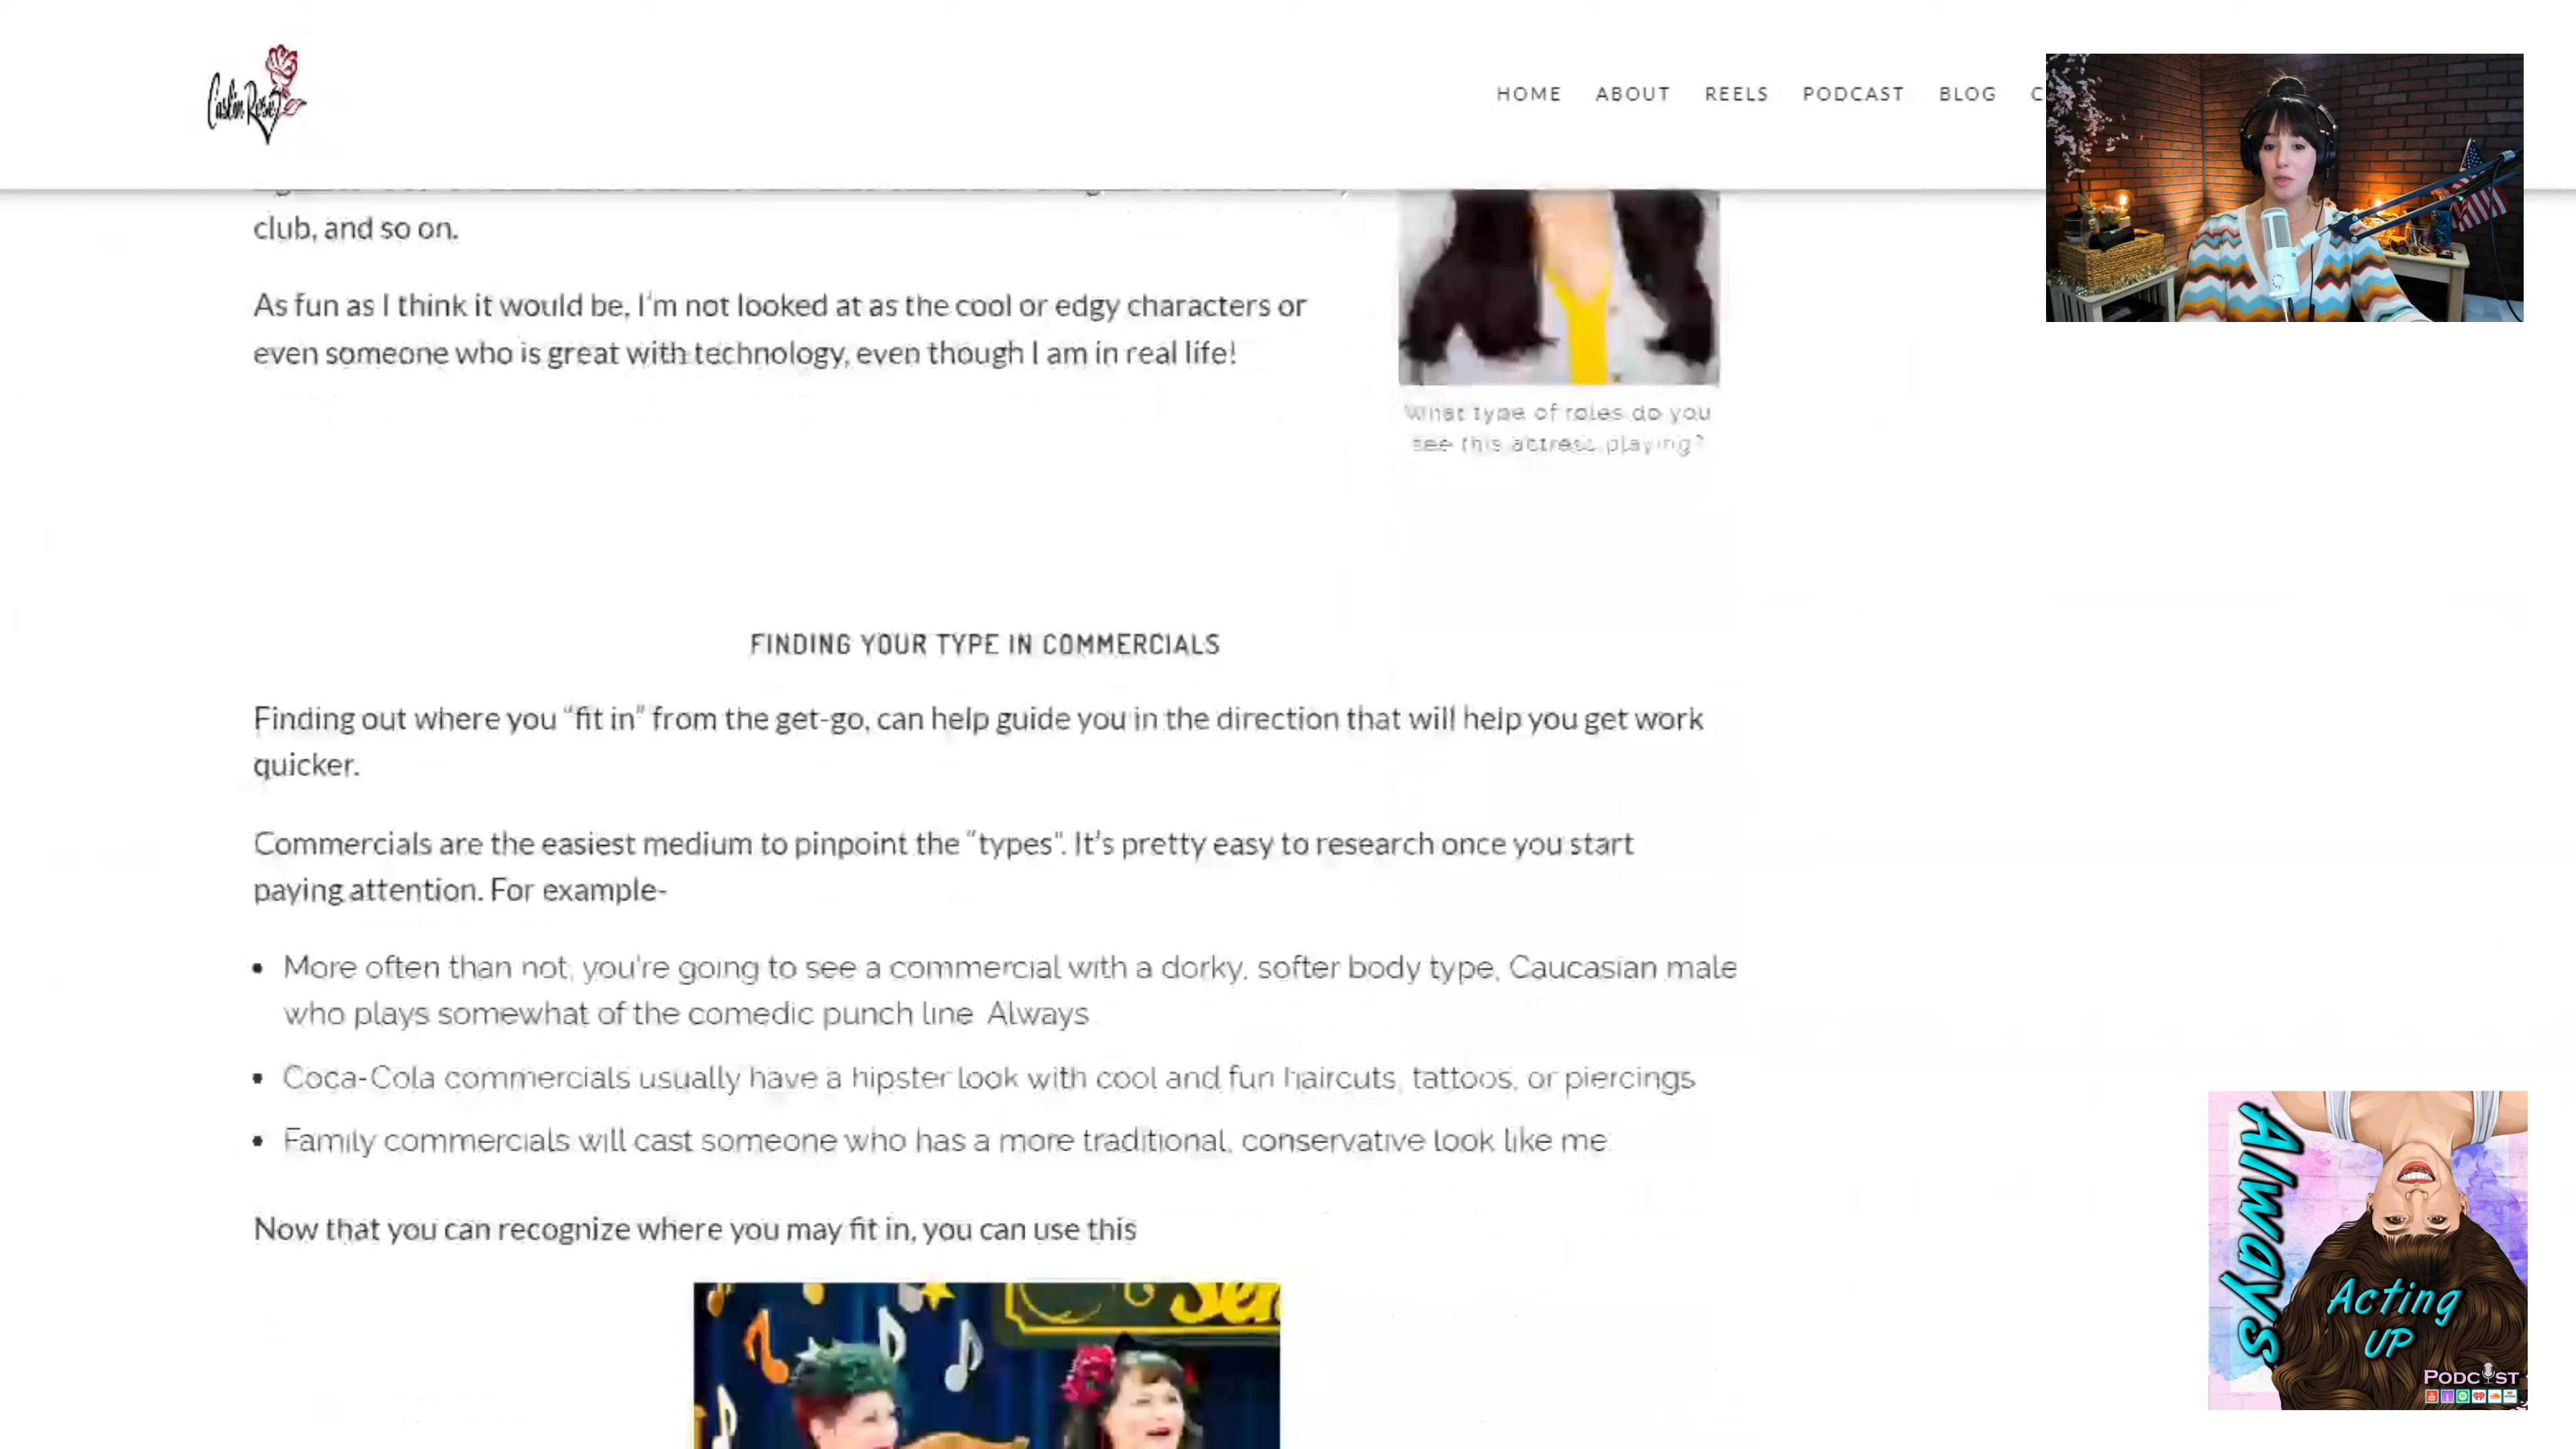 HOME ABOUT REELS PODCAST BLOG C
club, and so on.
As fun as I think it would be, I'm not looked at as the cool or edgy characters or
even someone who is great with technology, even though I am in real life!
What type of roles do you
see this actress playing?
FINDING YOUR TYPE IN COMMERCIALS
Finding out where you “fit in” from the get-go, can help guide you in the direction that will help you get work
quicker.
Commercials are the easiest medium to pinpoint the “types”. It's pretty easy to research once you start
paying attention. For example-
• More often than not, you're going to see a commercial with a dorky, softer body type, Caucasian male
who plays somewhat of the comedic punch line. Always
• Coca-Cola commercials usually have a hipster look with cool and fun haircuts, tattoos, or piercings
• Family commercials will cast someone who has a more traditional, conservative look like me.
Now that you can recognize where you may fit in, you can use this
Always
Acting
UP
PODCAST